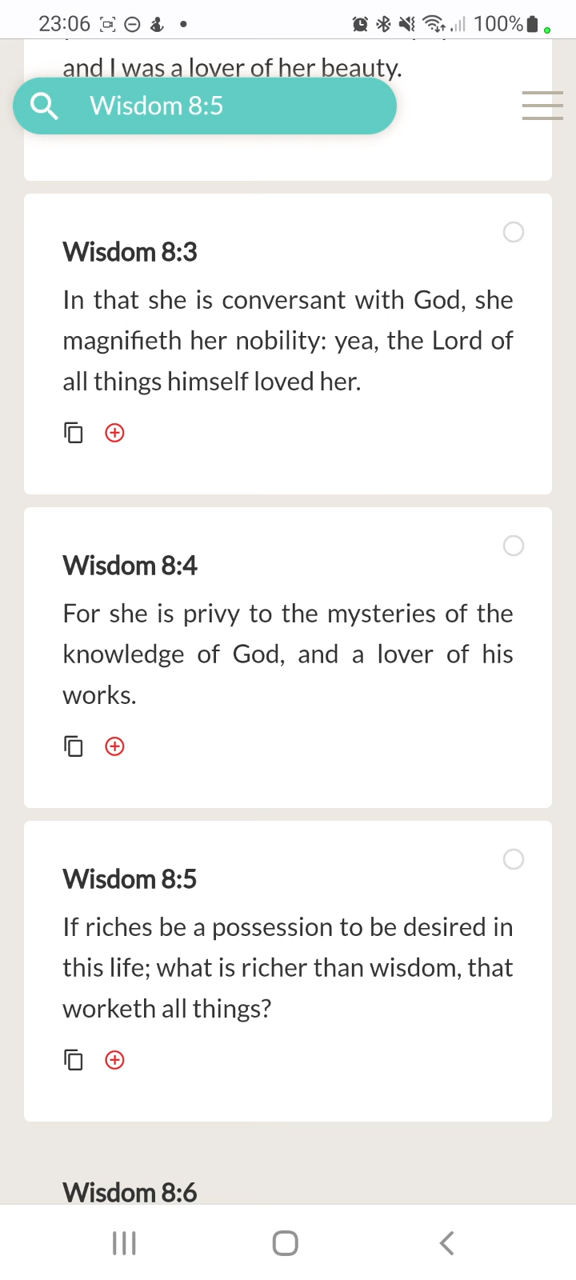 23:06
100%
and I was a lover of her beauty.
Wisdom 8:5
Wisdom 8:3
In that she is conversant with God, she
magnifieth her nobility: yea, the Lord of
all things himself loved her.
Wisdom 8:4
For she is privy to the mysteries of the
knowledge of God, and a lover of his
works.
Wisdom 8:5
If riches be a possession to be desired in
this life; what is richer than wisdom, that
worketh all things?
Wisdom 8:6